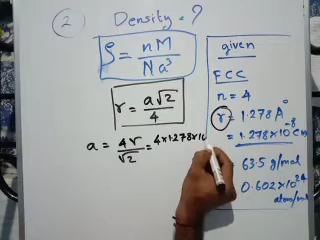 ② Density = ?
ρ = nM / Na³
r = a√2 / 4
a = 4r / √2 = 4×1.278×10
given
FCC
n = 4
r = 1.278 A°
= 1.278×10⁻⁸ cm
63.5 g/mol
0.602×10²⁴
atoms/mol